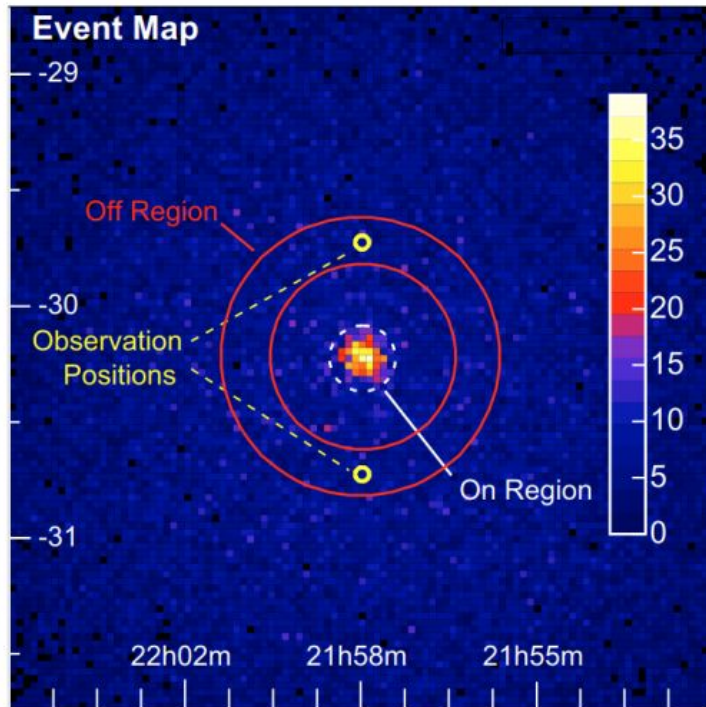 Event Map
-29
35
Off Region
30
25
-30
20
Observation
Positions
15
10
On Region
5
0
-31
22h02m 21h58m 21h55m